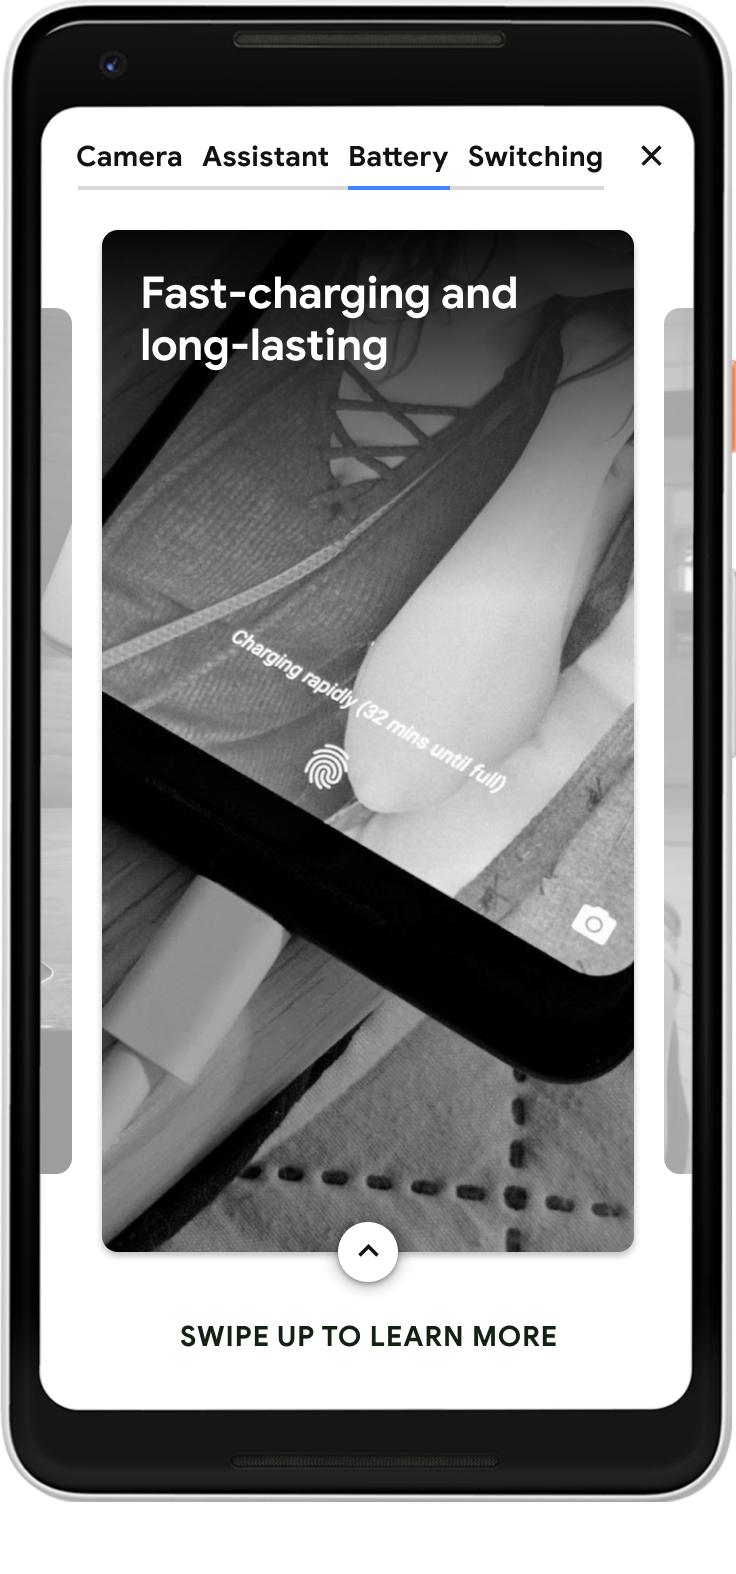 Camera Assistant Battery Switching
Fast-charging and
long-lasting
Charging rapidly (32 mins until full)
SWIPE UP TO LEARN MORE